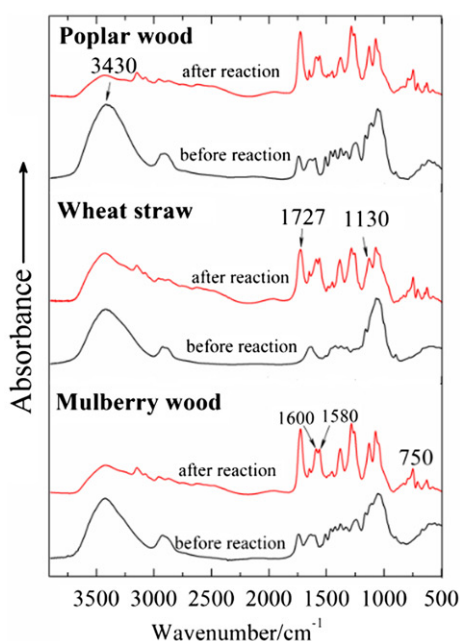 Poplar wood
3430
after reaction
before reaction
Wheat straw
1727
1130
after reaction
before reaction
Mulberry wood
1600
1580
after reaction
750
before reaction
Absorbance
3500 3000 2500 2000 1500 1000 500
Wavenumber/cm⁻¹